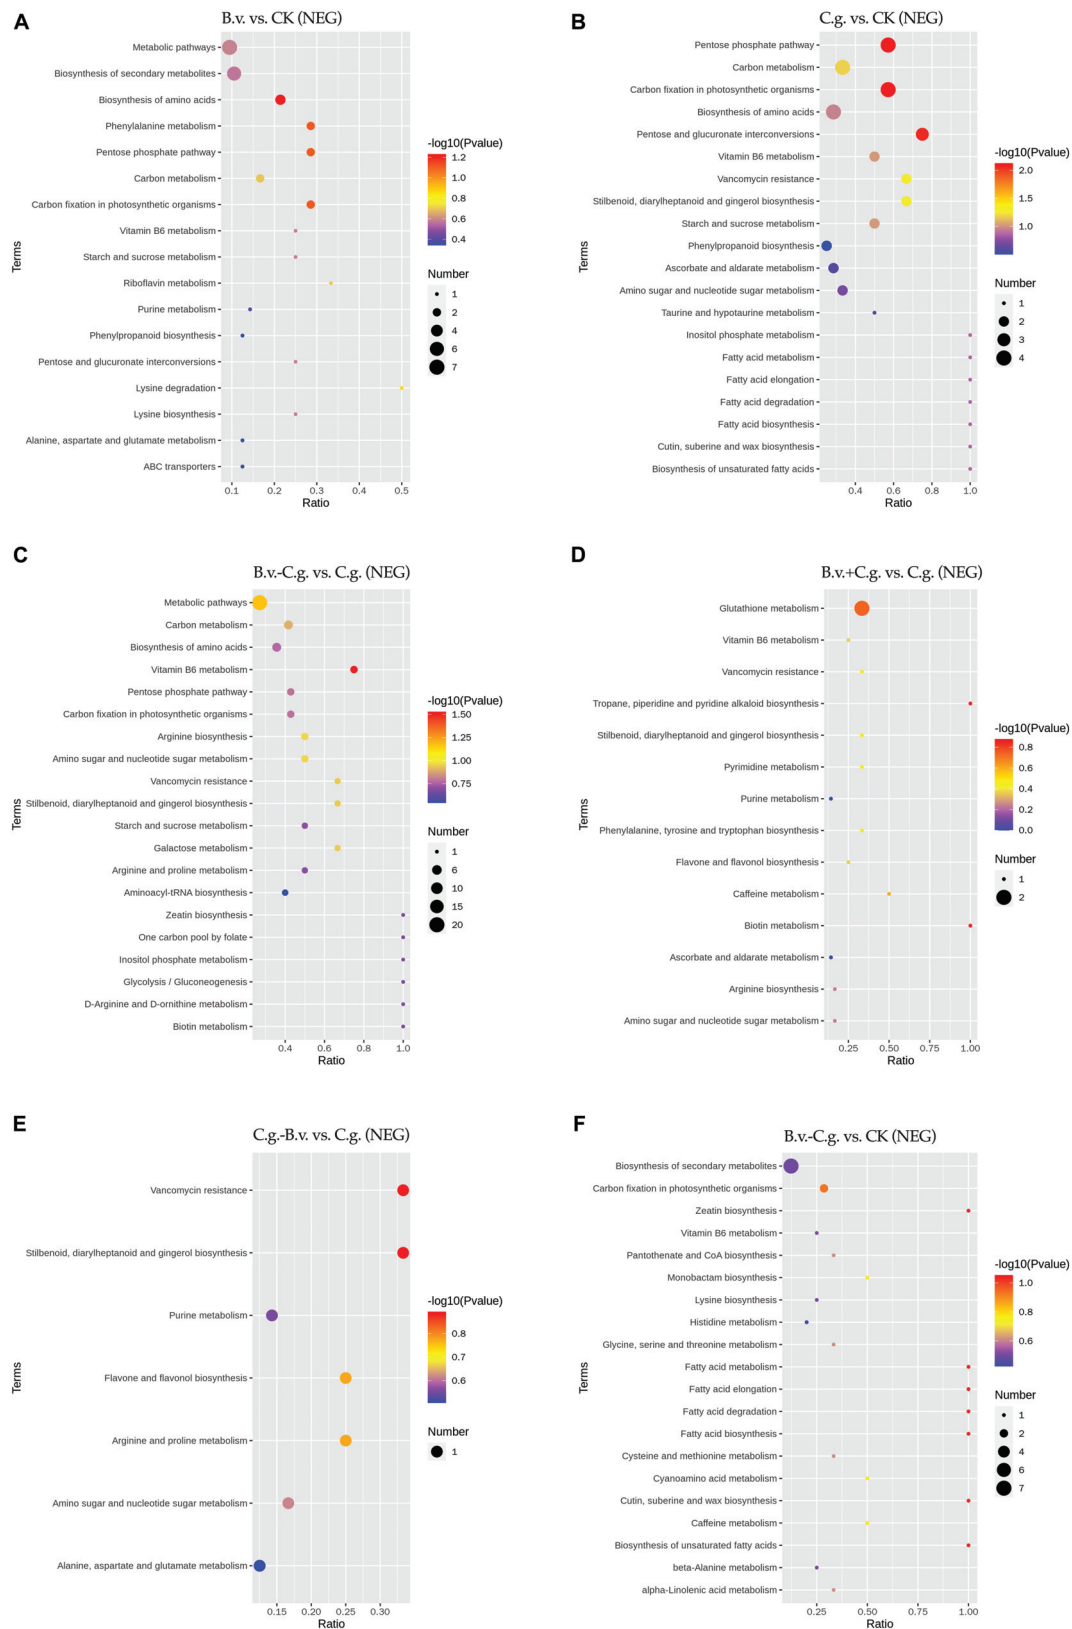 A
B.v. vs. CK (NEG)
Terms
Metabolic pathways
Biosynthesis of secondary metabolites
Biosynthesis of amino acids
Phenylalanine metabolism
Pentose phosphate pathway
Carbon metabolism
Carbon fixation in photosynthetic organisms
Vitamin B6 metabolism
Starch and sucrose metabolism
Riboflavin metabolism
Purine metabolism
Phenylpropanoid biosynthesis
Pentose and glucuronate interconversions
Lysine degradation
Lysine biosynthesis
Alanine, aspartate and glutamate metabolism
ABC transporters
0.1 0.2 0.3 0.4 0.5
Ratio
-log10(Pvalue)
1.2
1.0
0.8
0.6
0.4
Number
1
2
4
6
7
B
C.g. vs. CK (NEG)
Terms
Pentose phosphate pathway
Carbon metabolism
Carbon fixation in photosynthetic organisms
Biosynthesis of amino acids
Pentose and glucuronate interconversions
Vitamin B6 metabolism
Vancomycin resistance
Stilbenoid, diarylheptanoid and gingerol biosynthesis
Starch and sucrose metabolism
Phenylpropanoid biosynthesis
Ascorbate and aldarate metabolism
Amino sugar and nucleotide sugar metabolism
Taurine and hypotaurine metabolism
Inositol phosphate metabolism
Fatty acid metabolism
Fatty acid elongation
Fatty acid degradation
Fatty acid biosynthesis
Cutin, suberine and wax biosynthesis
Biosynthesis of unsaturated fatty acids
0.4 0.6 0.8 1.0
Ratio
-log10(Pvalue)
2.0
1.0
Number
1
2
3
4
C
B.v.-C.g. vs. C.g. (NEG)
Terms
Metabolic pathways
Carbon metabolism
Biosynthesis of amino acids
Vitamin B6 metabolism
Pentose phosphate pathway
Carbon fixation in photosynthetic organisms
Arginine biosynthesis
Amino sugar and nucleotide sugar metabolism
Vancomycin resistance
Stilbenoid, diarylheptanoid and gingerol biosynthesis
Starch and sucrose metabolism
Galactose metabolism
Arginine and proline metabolism
Aminoacyl-tRNA biosynthesis
Zeatin biosynthesis
One carbon pool by folate
Inositol phosphate metabolism
Glycolysis / Gluconeogenesis
D-Arginine and D-ornithine metabolism
Biotin metabolism
0.4 0.6 0.8 1.0
Ratio
-log10(Pvalue)
1.50
1.25
1.00
0.75
Number
1
6
10
15
20
D
B.v.+C.g. vs. C.g. (NEG)
Terms
Glutathione metabolism
Vitamin B6 metabolism
Vancomycin resistance
Tropane, piperidine and pyridine alkaloid biosynthesis
Stilbenoid, diarylheptanoid and gingerol biosynthesis
Pyrimidine metabolism
Purine metabolism
Phenylalanine, tyrosine and tryptophan biosynthesis
Flavone and flavonol biosynthesis
Caffeine metabolism
Biotin metabolism
Ascorbate and aldarate metabolism
Arginine biosynthesis
Amino sugar and nucleotide sugar metabolism
0.25 0.50 0.75 1.00
Ratio
-log10(Pvalue)
0.8
0.6
0.4
0.2
0.0
Number
1
2
E
C.g.-B.v. vs. C.g. (NEG)
Terms
Vancomycin resistance
Stilbenoid, diarylheptanoid and gingerol biosynthesis
Purine metabolism
Flavone and flavonol biosynthesis
Arginine and proline metabolism
Amino sugar and nucleotide sugar metabolism
Alanine, aspartate and glutamate metabolism
0.15 0.20 0.25 0.30
Ratio
-log10(Pvalue)
0.8
0.7
0.6
Number
1
F
B.v.-C.g. vs. CK (NEG)
Terms
Biosynthesis of secondary metabolites
Carbon fixation in photosynthetic organisms
Zeatin biosynthesis
Vitamin B6 metabolism
Pantothenate and CoA biosynthesis
Monobactam biosynthesis
Lysine biosynthesis
Histidine metabolism
Glycine, serine and threonine metabolism
Fatty acid metabolism
Fatty acid elongation
Fatty acid degradation
Fatty acid biosynthesis
Cysteine and methionine metabolism
Cyanoamino acid metabolism
Cutin, suberine and wax biosynthesis
Caffeine metabolism
Biosynthesis of unsaturated fatty acids
beta-Alanine metabolism
alpha-Linolenic acid metabolism
0.25 0.50 0.75 1.00
Ratio
-log10(Pvalue)
1.0
0.8
0.6
Number
1
2
4
6
7